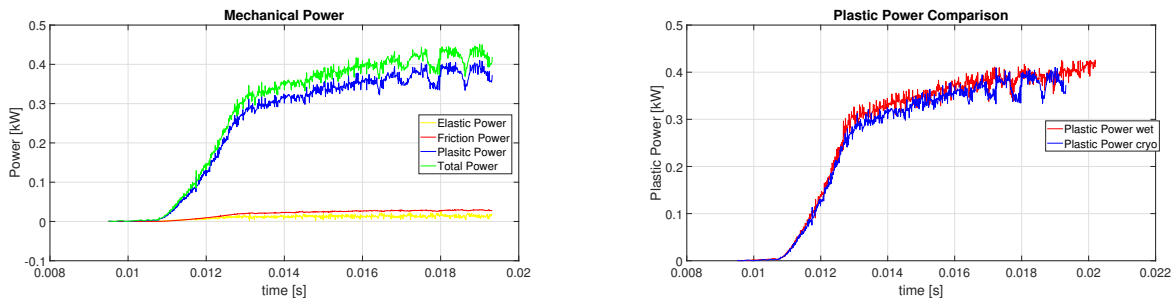 Mechanical Power
0.5
0.4
0.3
0.2
0.1
0
-0.1
Power [kW]
Elastic Power
Friction Power
Plasitc Power
Total Power
0.008 0.01 0.012 0.014 0.016 0.018 0.02
time [s]
Plastic Power Comparison
0.5
0.4
0.3
0.2
0.1
0
Plastic Power [kW]
Plastic Power wet
Plastic Power cryo
0.008 0.01 0.012 0.014 0.016 0.018 0.02 0.022
time [s]